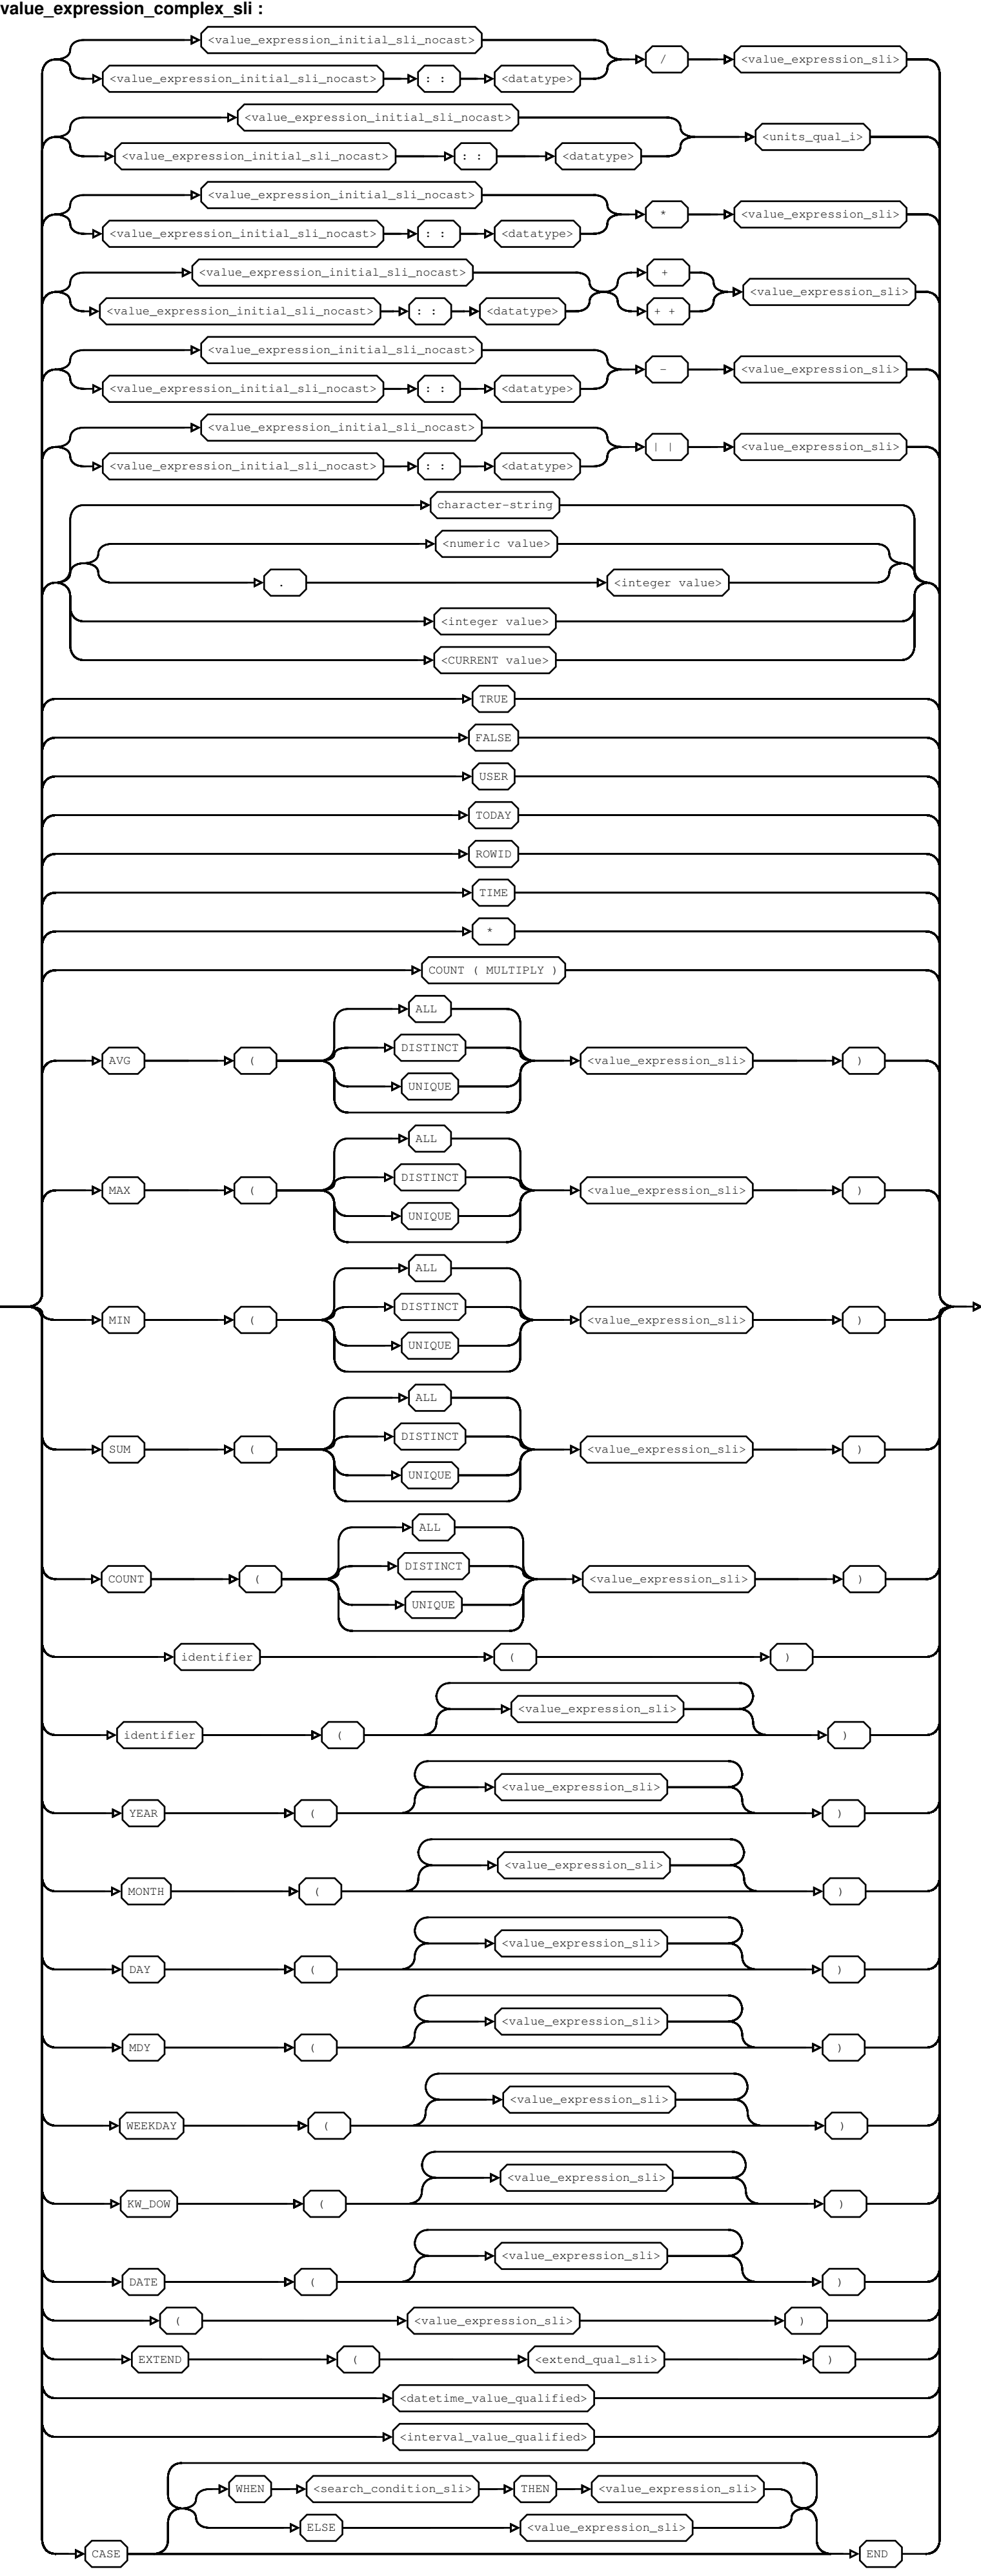 value_expression_complex_sli :
<value_expression_initial_sli_nocast>
/ <value_expression_sli>
<value_expression_initial_sli_nocast> : : <datatype>
<value_expression_initial_sli_nocast>
<units_qual_i>
<value_expression_initial_sli_nocast> : : <datatype>
<value_expression_initial_sli_nocast>
* <value_expression_sli>
<value_expression_initial_sli_nocast> : : <datatype>
<value_expression_initial_sli_nocast> +
<value_expression_sli>
<value_expression_initial_sli_nocast> : : <datatype> + +
<value_expression_initial_sli_nocast>
- <value_expression_sli>
<value_expression_initial_sli_nocast> : : <datatype>
<value_expression_initial_sli_nocast>
| | <value_expression_sli>
<value_expression_initial_sli_nocast> : : <datatype>
character-string
<numeric value>
. <integer value>
<integer value>
<CURRENT value>
TRUE
FALSE
USER
TODAY
ROWID
TIME
*
COUNT ( MULTIPLY )
ALL
DISTINCT
AVG ( <value_expression_sli> )
UNIQUE
ALL
DISTINCT
MAX ( <value_expression_sli> )
UNIQUE
ALL
DISTINCT
MIN ( <value_expression_sli> )
UNIQUE
ALL
DISTINCT
SUM ( <value_expression_sli> )
UNIQUE
ALL
DISTINCT
COUNT ( <value_expression_sli> )
UNIQUE
identifier ( )
<value_expression_sli>
identifier ( )
<value_expression_sli>
YEAR ( )
<value_expression_sli>
MONTH ( )
<value_expression_sli>
DAY ( )
<value_expression_sli>
MDY ( )
<value_expression_sli>
WEEKDAY ( )
<value_expression_sli>
KW_DOW ( )
<value_expression_sli>
DATE ( )
( <value_expression_sli> )
EXTEND ( <extend_qual_sli> )
<datetime_value_qualified>
<interval_value_qualified>
WHEN <search_condition_sli> THEN <value_expression_sli>
ELSE <value_expression_sli>
CASE END